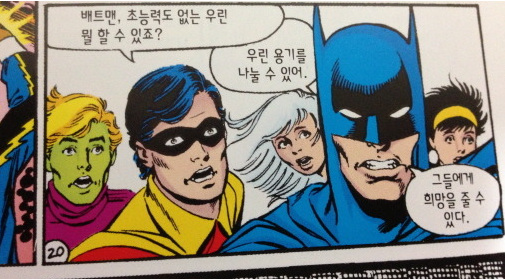 배트맨, 초능력도 없는 우린
뭘 할 수 있죠?
우린 용기를
나눌 수 있어.
그들에게
희망을 줄 수
있다.
20